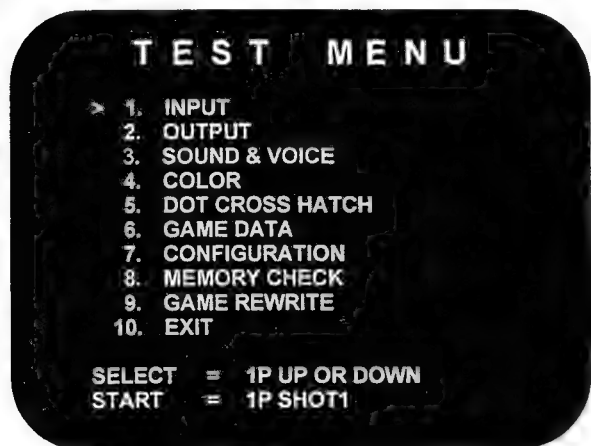 TEST MENU
> 1. INPUT
2. OUTPUT
3. SOUND & VOICE
4. COLOR
5. DOT CROSS HATCH
6. GAME DATA
7. CONFIGURATION
8. MEMORY CHECK
9. GAME REWRITE
10. EXIT
SELECT = 1P UP OR DOWN
START = 1P SHOT1